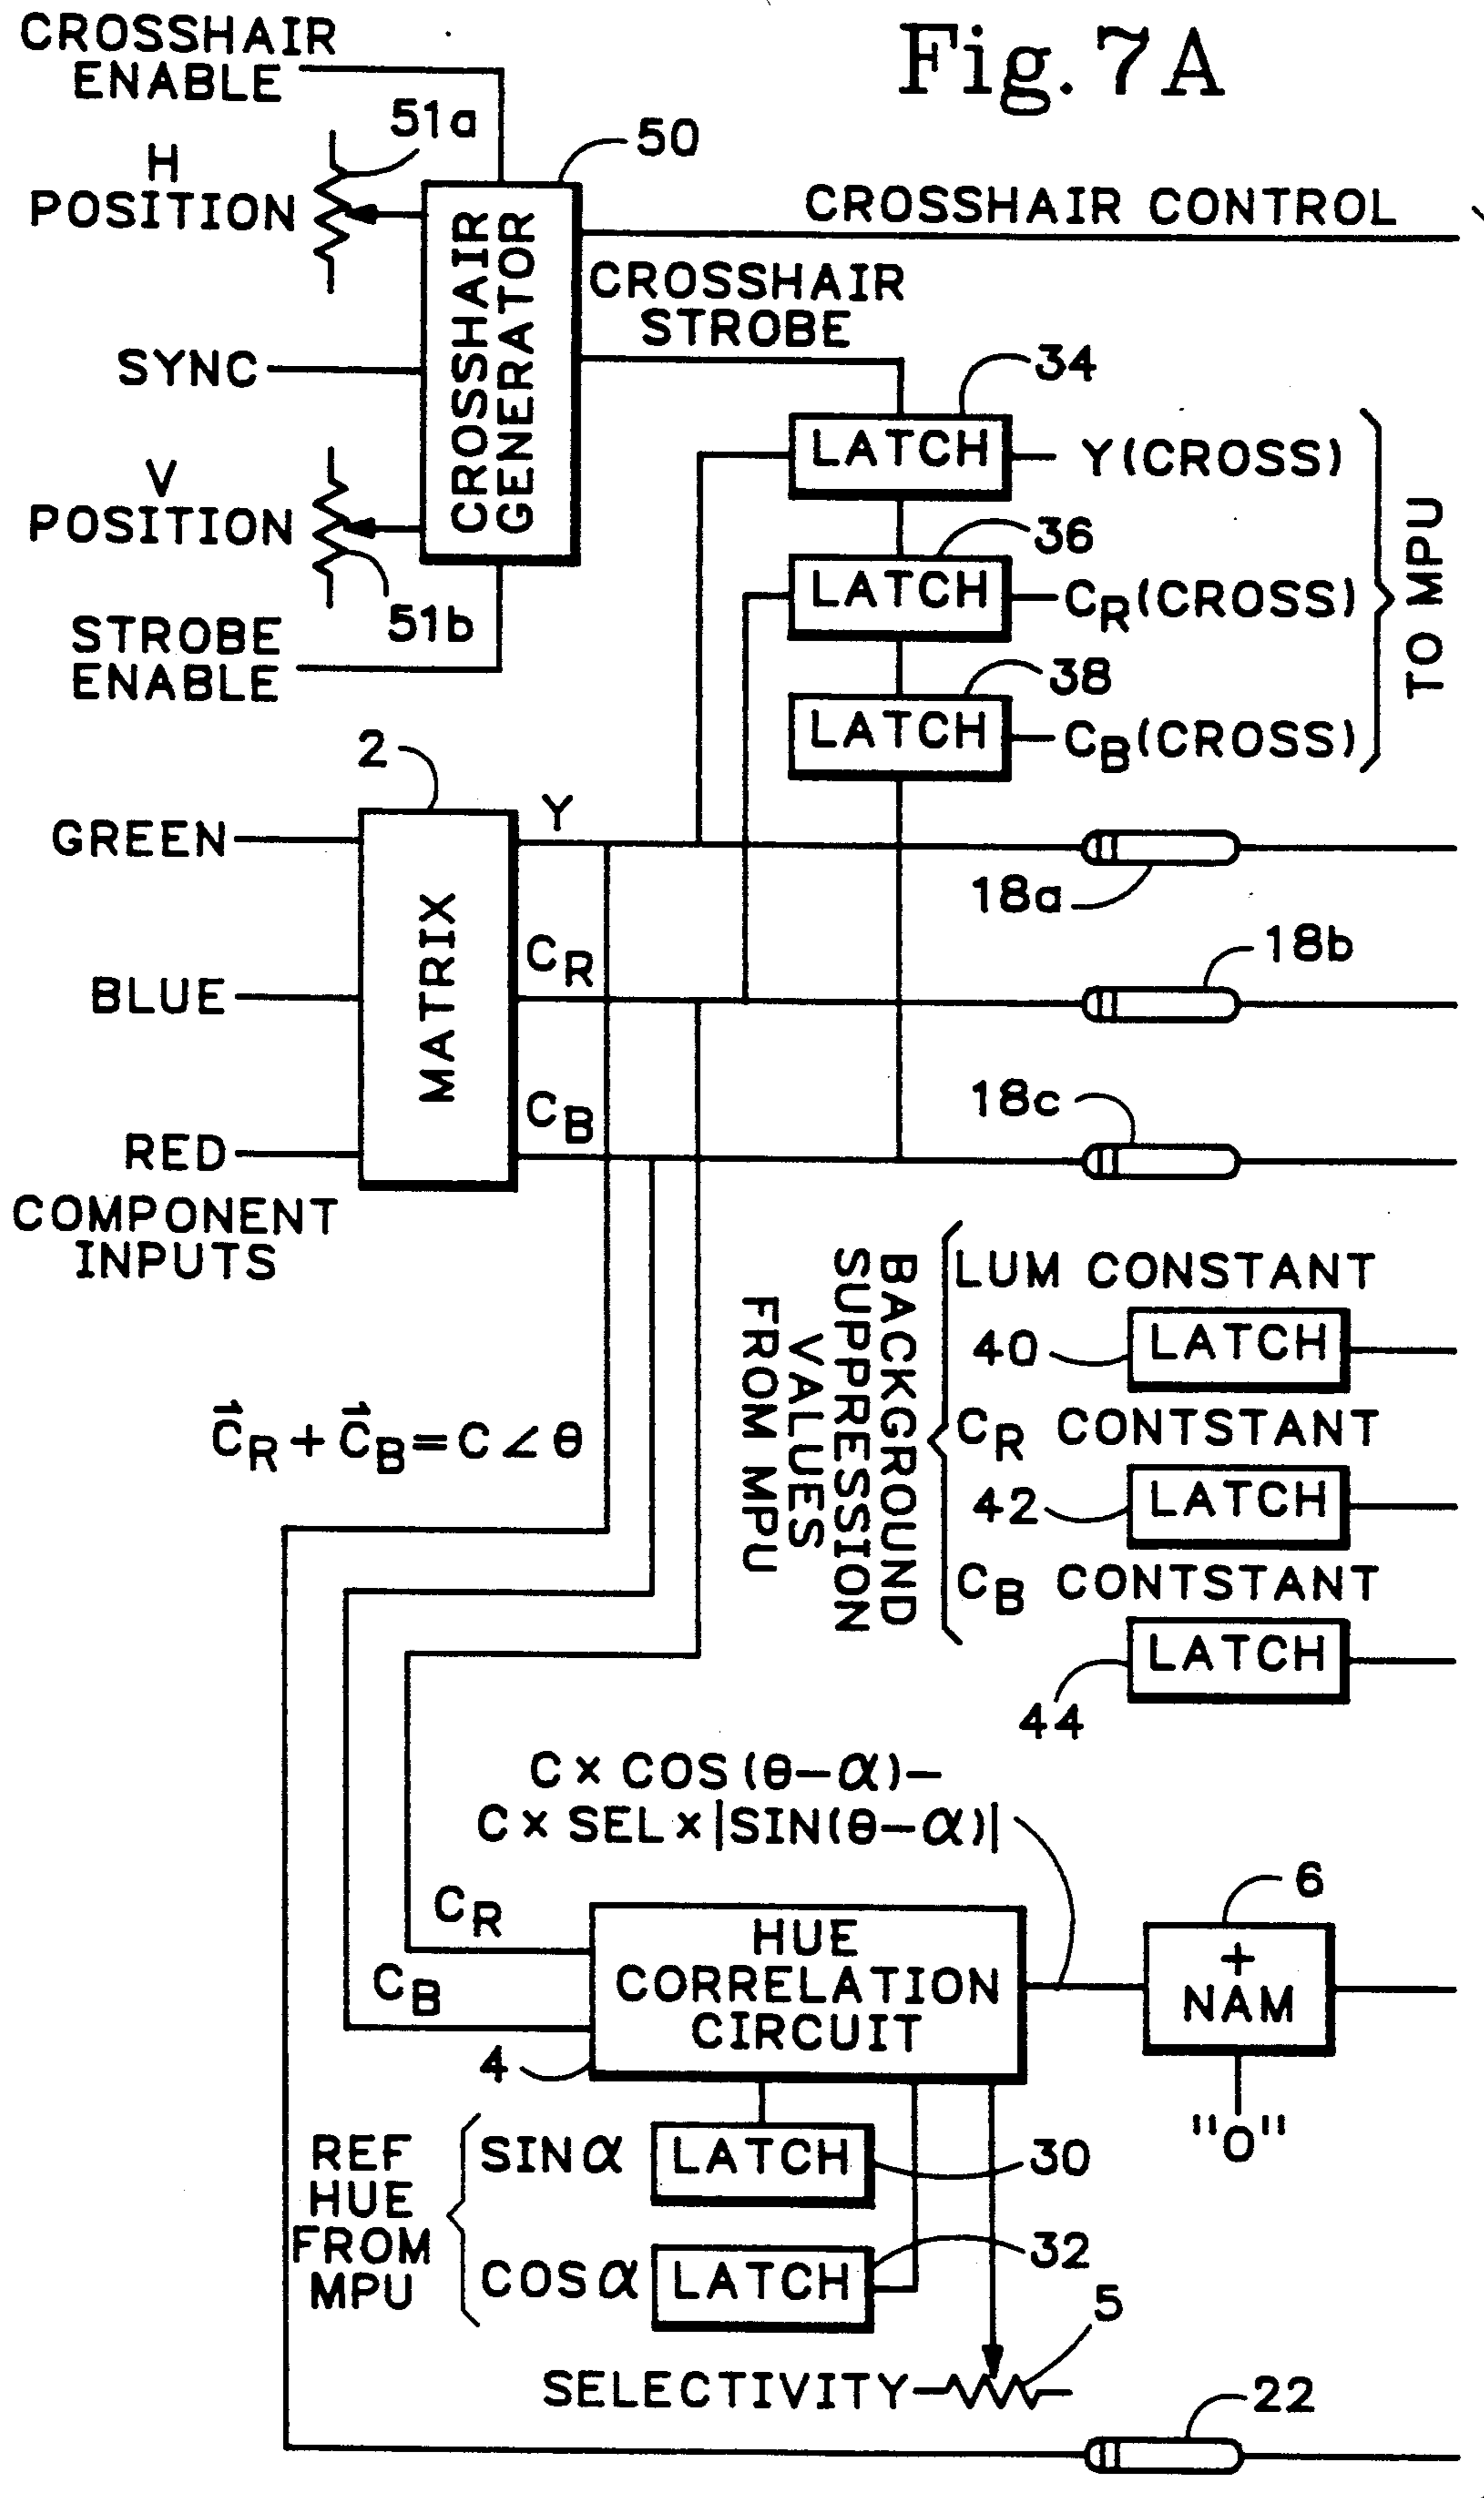 Fig. 7A
CROSSHAIR
ENABLE
51a
50
H
POSITION
CROSSHAIR CONTROL
CROSSHAIR
GENERATOR
CROSSHAIR
STROBE
SYNC
34
LATCH
Y(CROSS)
V
POSITION
36
LATCH
CR(CROSS)
TO MPU
51b
STROBE
ENABLE
38
LATCH
CB(CROSS)
2
Y
GREEN
MATRIX
18a
CR
18b
BLUE
CB
18c
RED
COMPONENT
INPUTS
BACKGROUND
SUPPRESSION
VALUES
FROM MPU
LUM CONSTANT
40
LATCH
CR CONTSTANT
42
LATCH
CB CONTSTANT
LATCH
44
C⃗R+C⃗B=C∠θ
C×COS(θ-α)-
C×SEL×|SIN(θ-α)|
6
CR
HUE
CORRELATION
CIRCUIT
+
NAM
CB
4
"0"
REF
HUE
FROM
MPU
SINα
LATCH
30
COSα
LATCH
32
5
SELECTIVITY
22